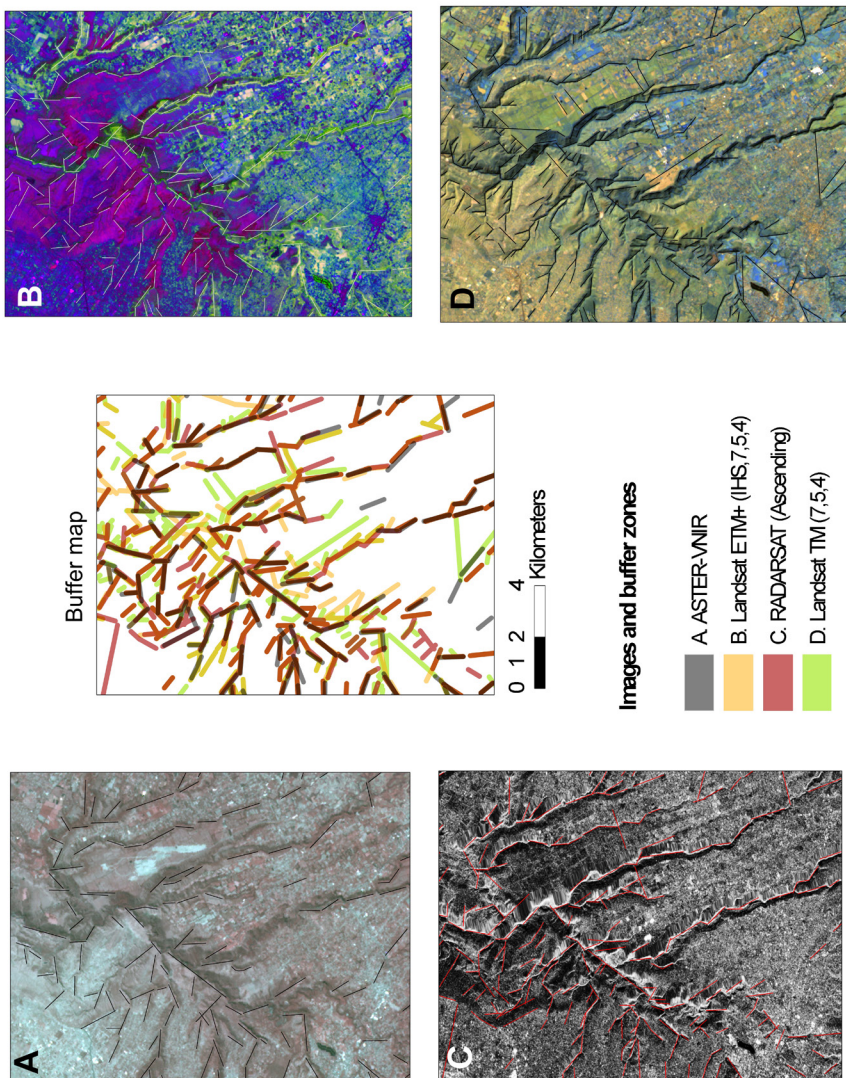 A
B
Buffer map
0 1 2 4
Kilometers
Images and buffer zones
A. ASTER-VNIR
B. Landsat ETM+ (IHS,7,5,4)
C. RADARSAT (Ascending)
D. Landsat TM (7,5,4)
C
D